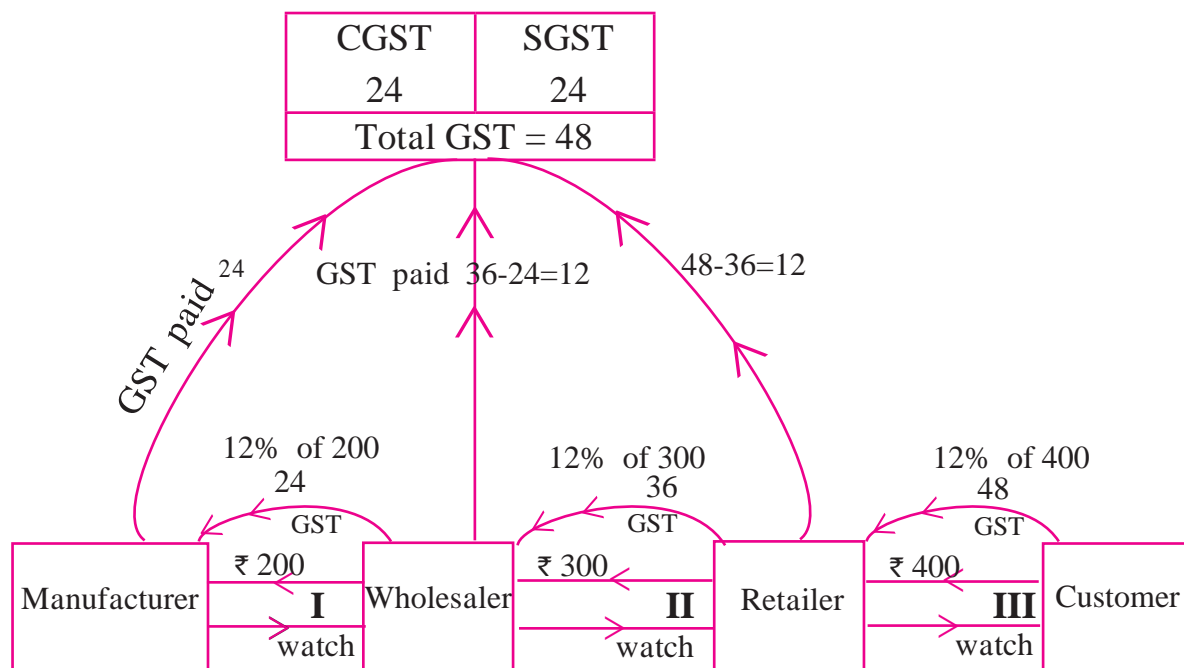 CGST SGST
24 24
Total GST = 48
GST paid 24
GST paid 36-24=12
48-36=12
12% of 200
24
GST
12% of 300
36
GST
12% of 400
48
GST
₹ 200
₹ 300
₹ 400
Manufacturer I Wholesaler II Retailer III Customer
watch watch watch